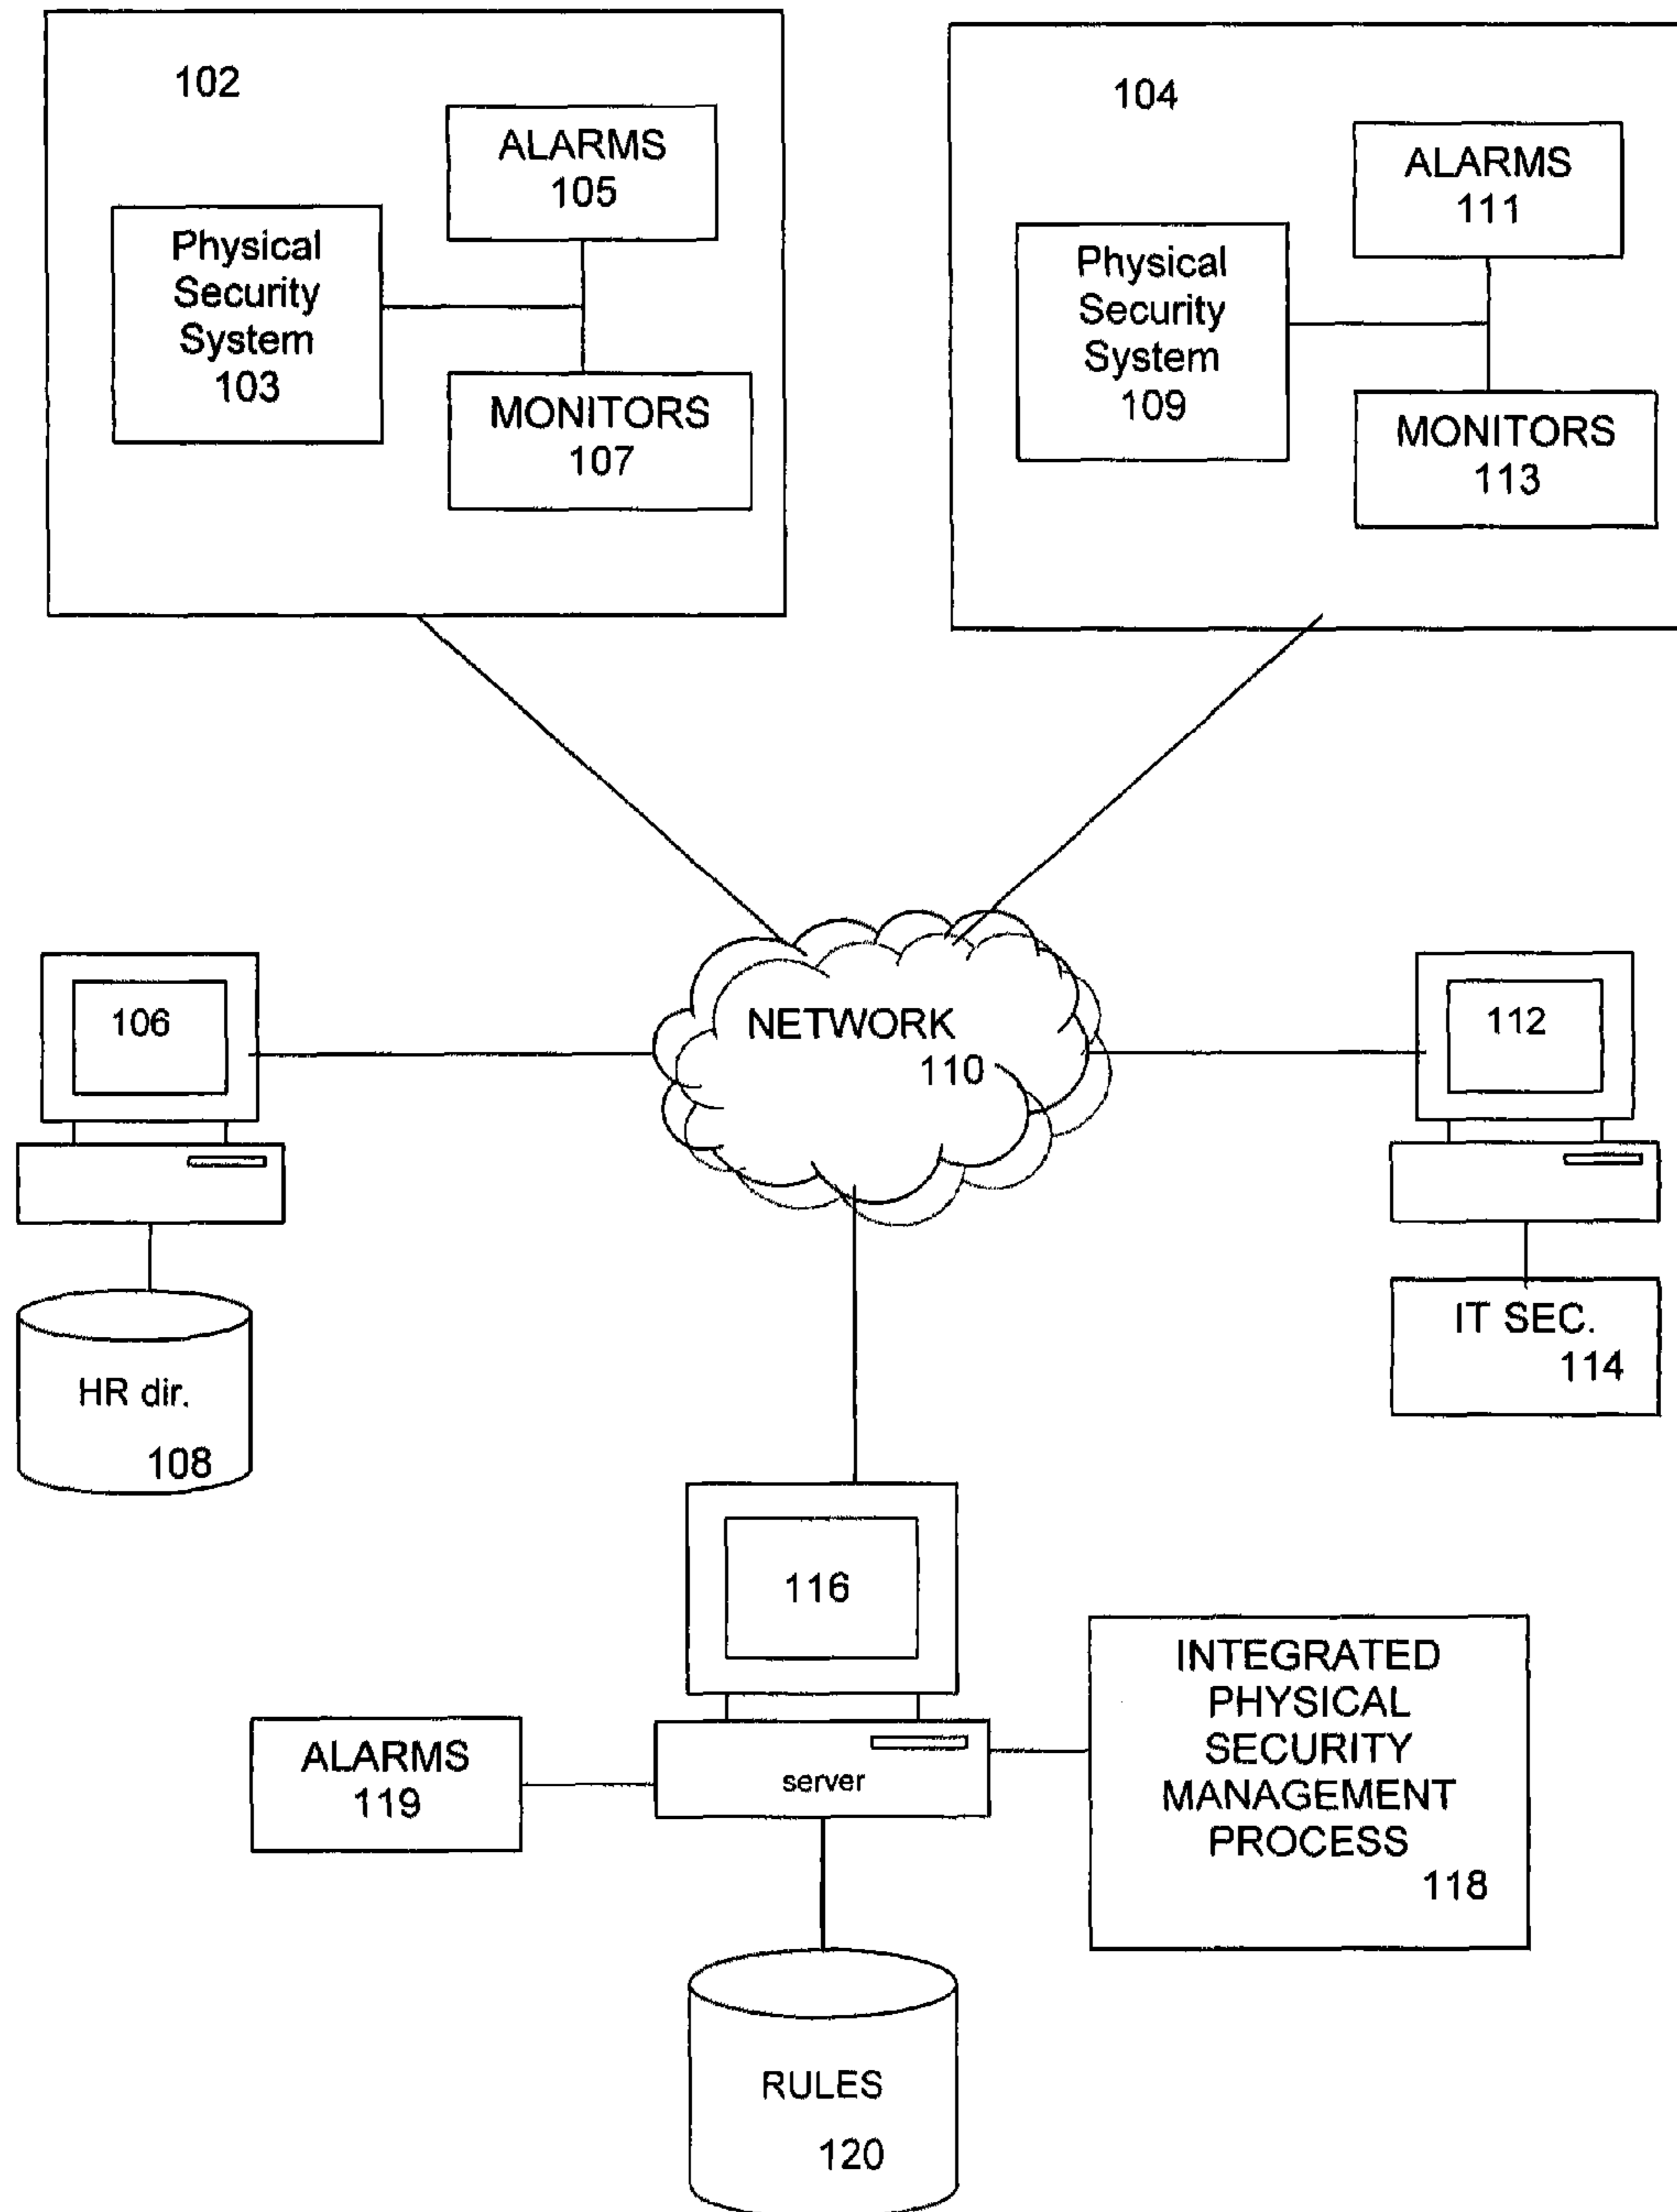 102
ALARMS
105
Physical
Security
System
103
MONITORS
107
104
ALARMS
111
Physical
Security
System
109
MONITORS
113
106
NETWORK
110
112
HR dir.
108
IT SEC.
114
116
server
ALARMS
119
INTEGRATED
PHYSICAL
SECURITY
MANAGEMENT
PROCESS
118
RULES
120